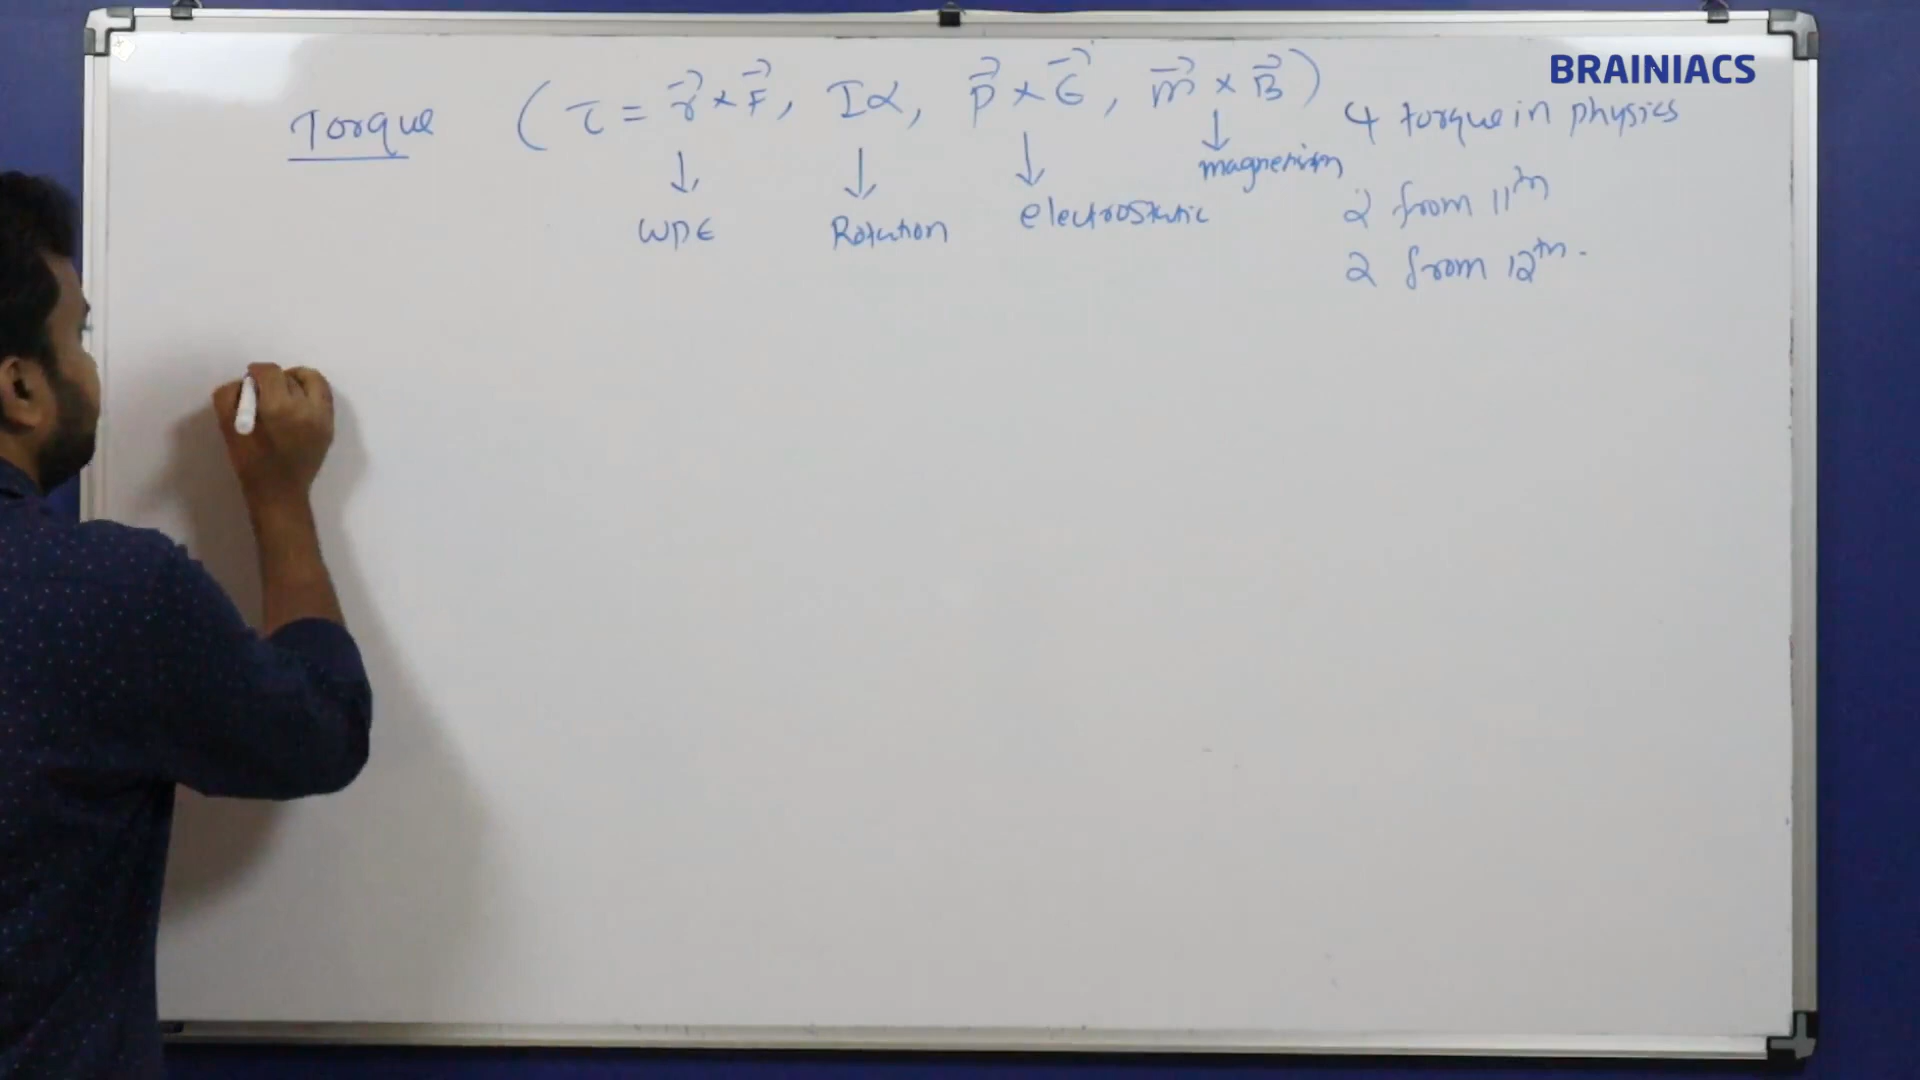 BRAINIACS
Torque ( τ = r⃗ × F⃗, Iα, p⃗ × E⃗, m⃗ × B⃗ )
4 torque in physics
↓ ↓ ↓ ↓
WPE Rotation electrostatic magnetism
2 from 11th
2 from 12th.